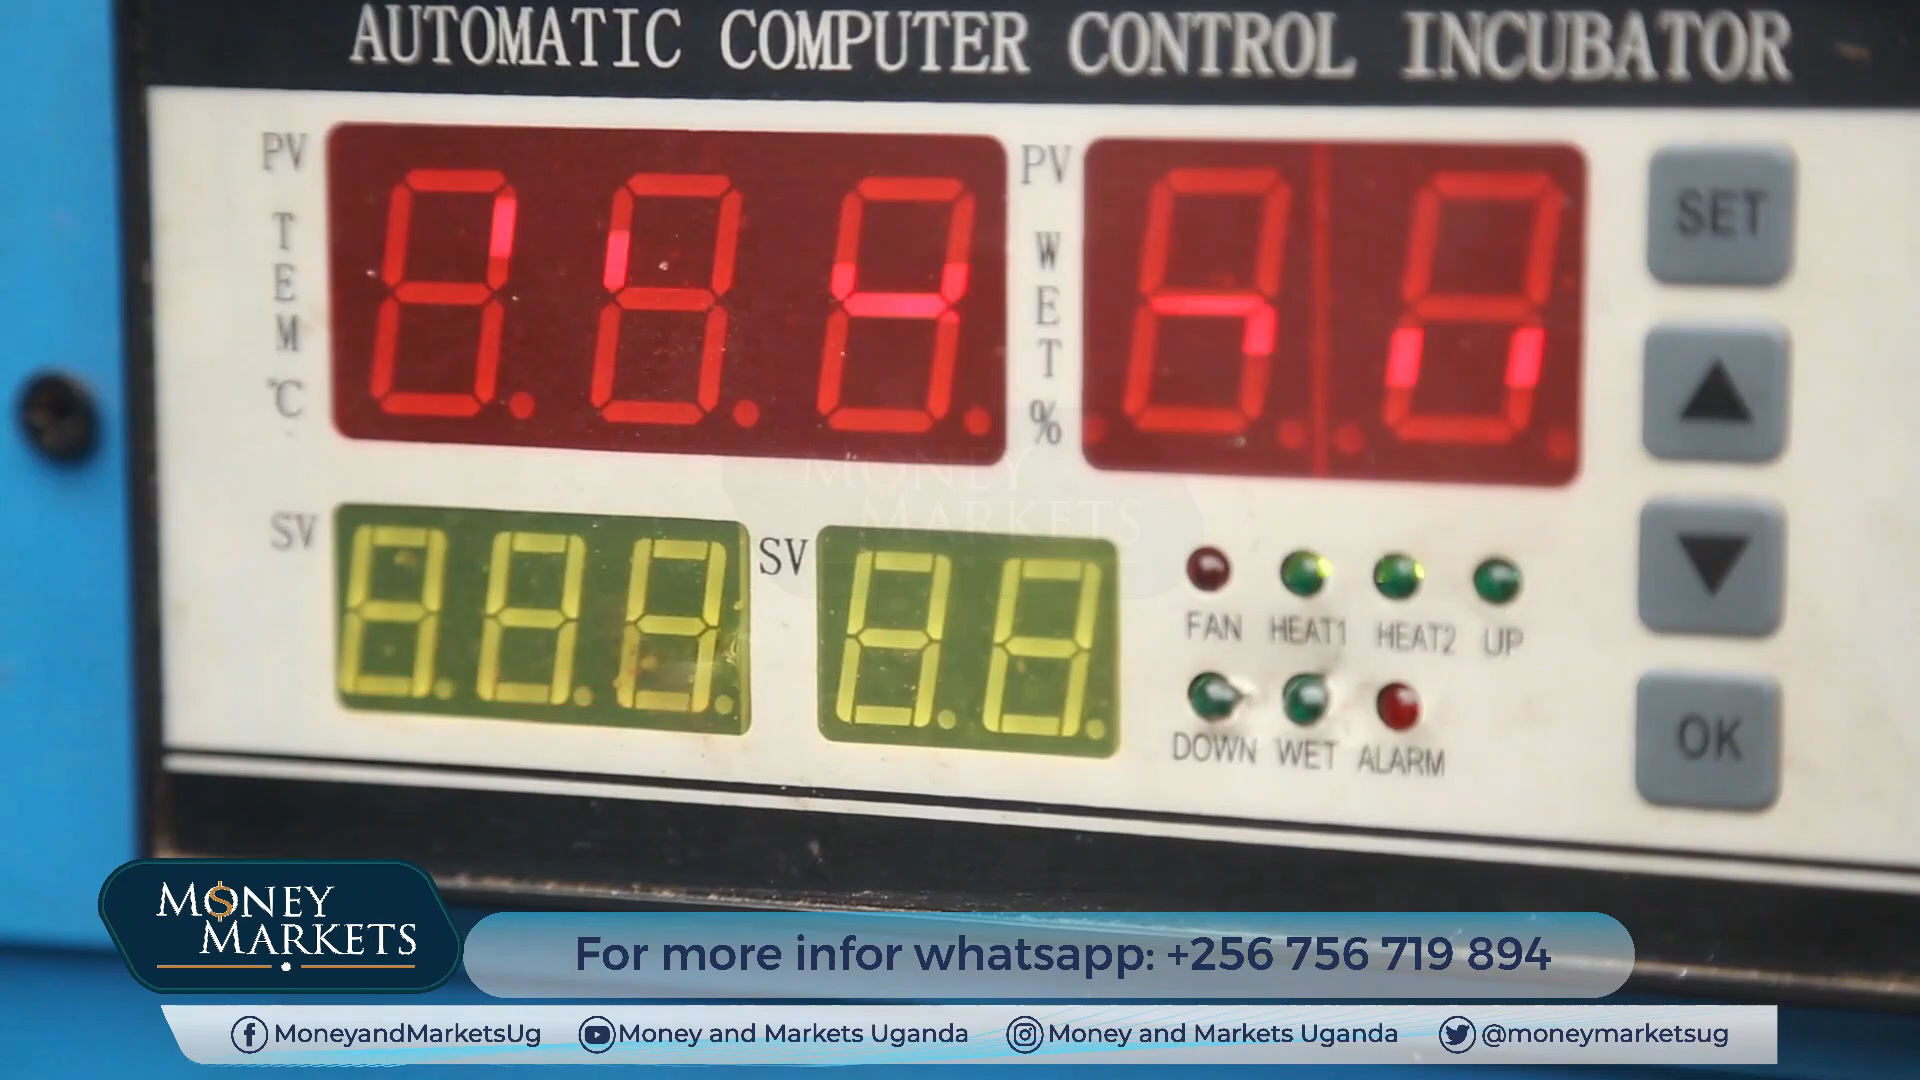 AUTOMATIC COMPUTER CONTROL INCUBATOR
PV
TEM
℃
PV
WET
%
SET
SV
SV
FAN HEAT1 HEAT2 UP
DOWN WET ALARM
OK
MONEY
MARKETS
MONEY
MARKETS
For more infor whatsapp: +256 756 719 894
MoneyandMarketsUg Money and Markets Uganda Money and Markets Uganda @moneymarketsug